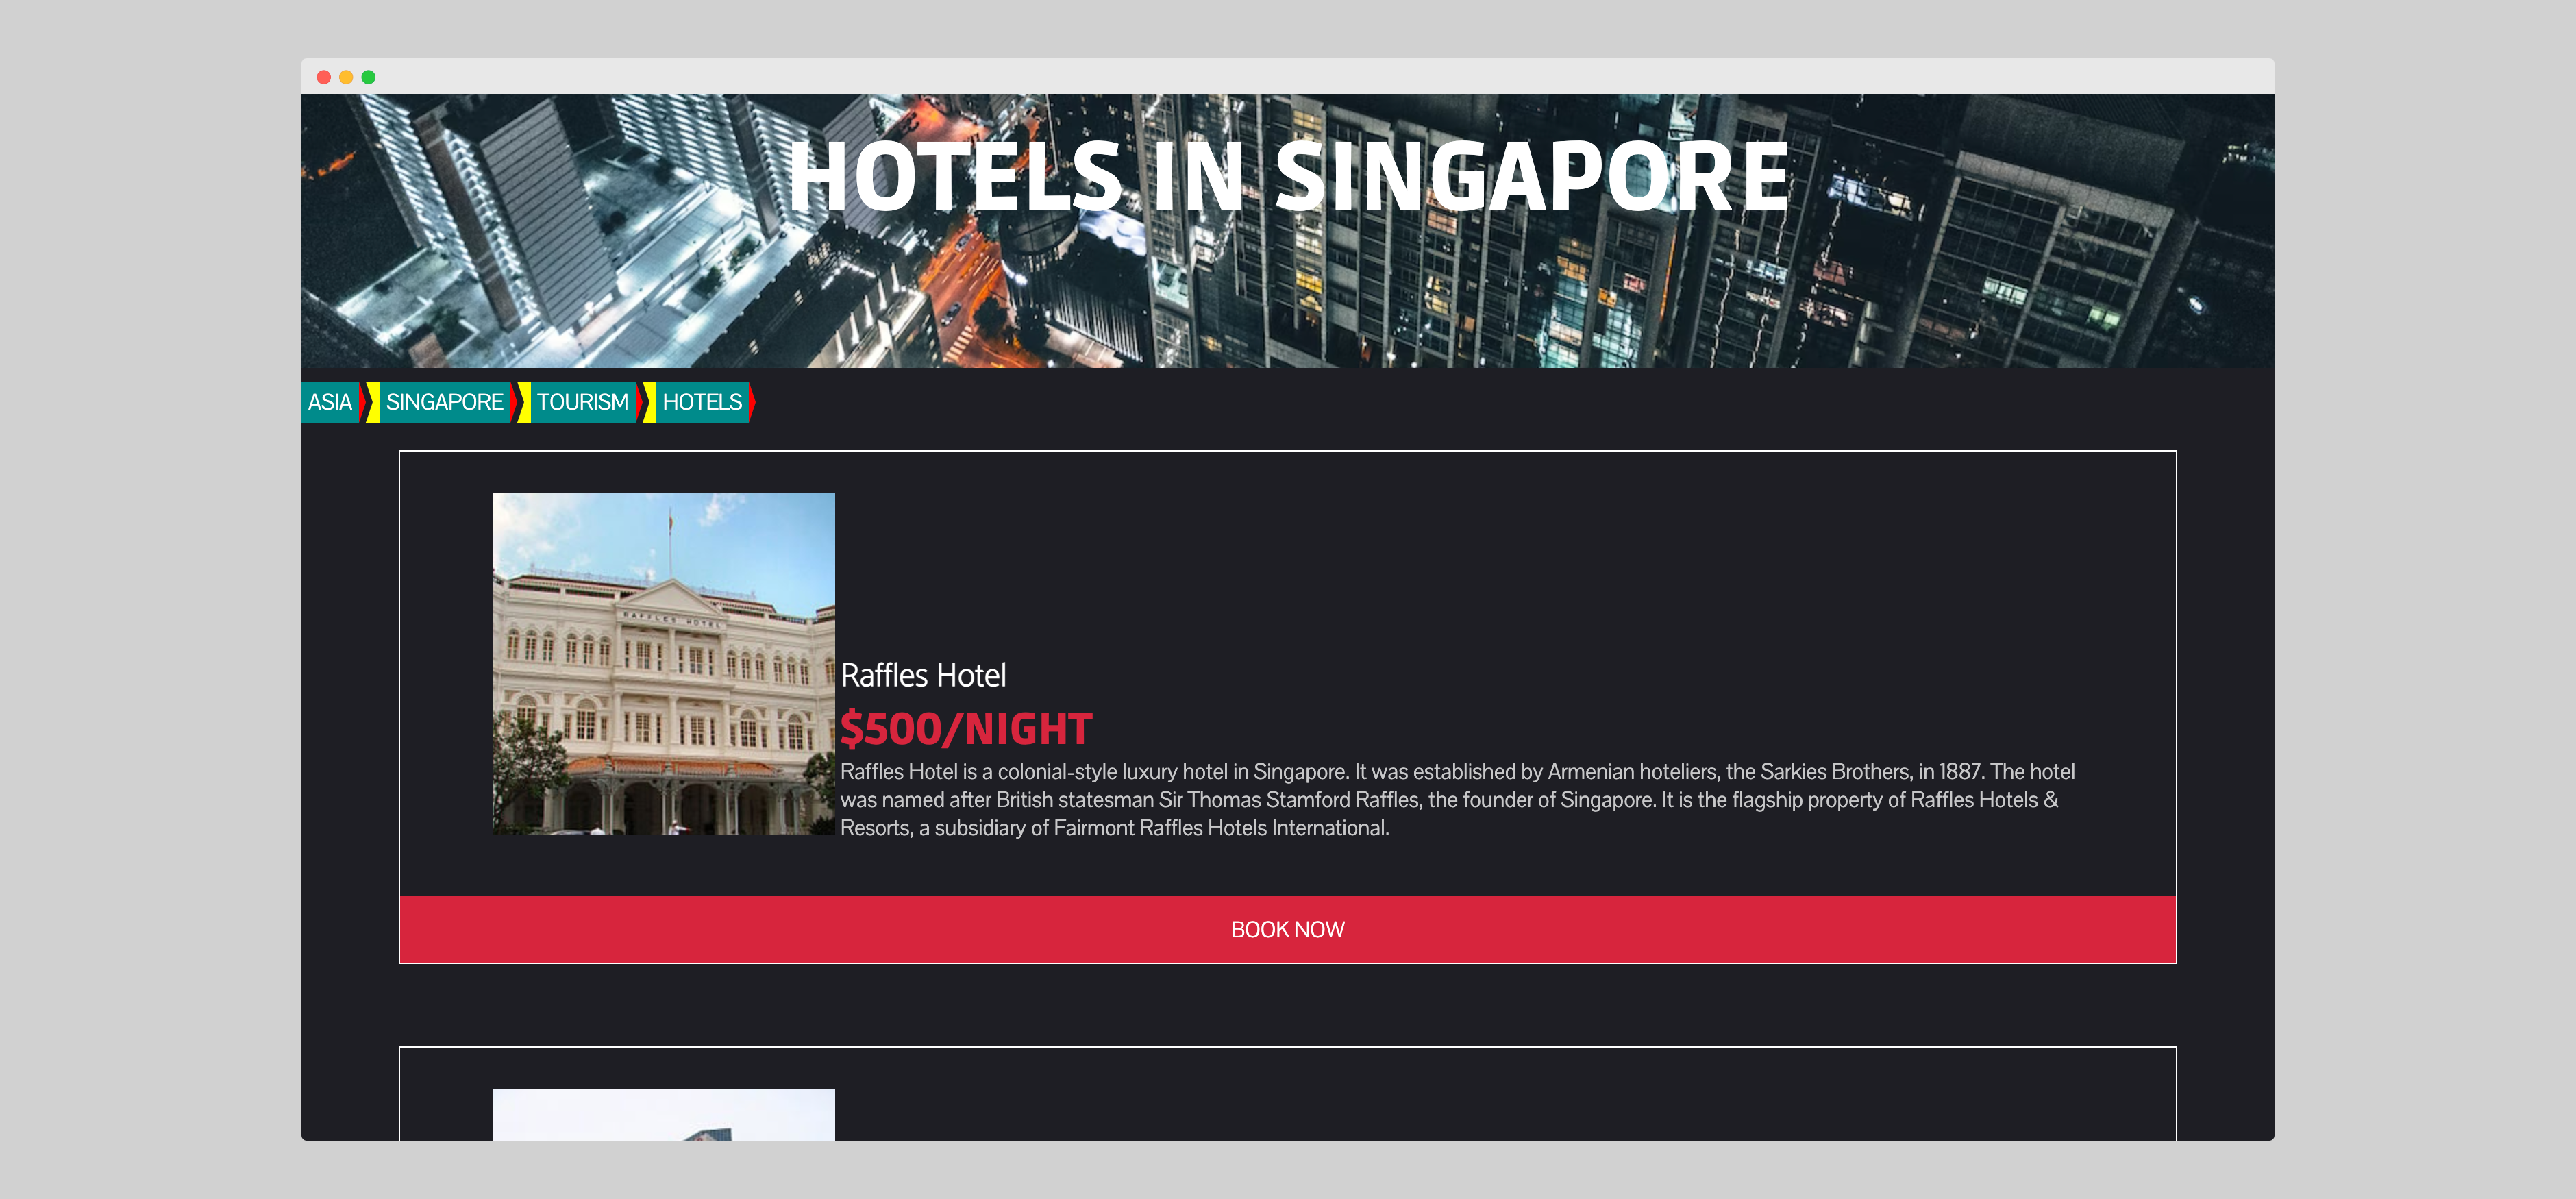 HOTELS IN SINGAPORE
ASIA SINGAPORE TOURISM HOTELS
RAFFLES HOTEL
Raffles Hotel
$500/NIGHT
Raffles Hotel is a colonial-style luxury hotel in Singapore. It was established by Armenian hoteliers, the Sarkies Brothers, in 1887. The hotel
was named after British statesman Sir Thomas Stamford Raffles, the founder of Singapore. It is the flagship property of Raffles Hotels &
Resorts, a subsidiary of Fairmont Raffles Hotels International.
BOOK NOW